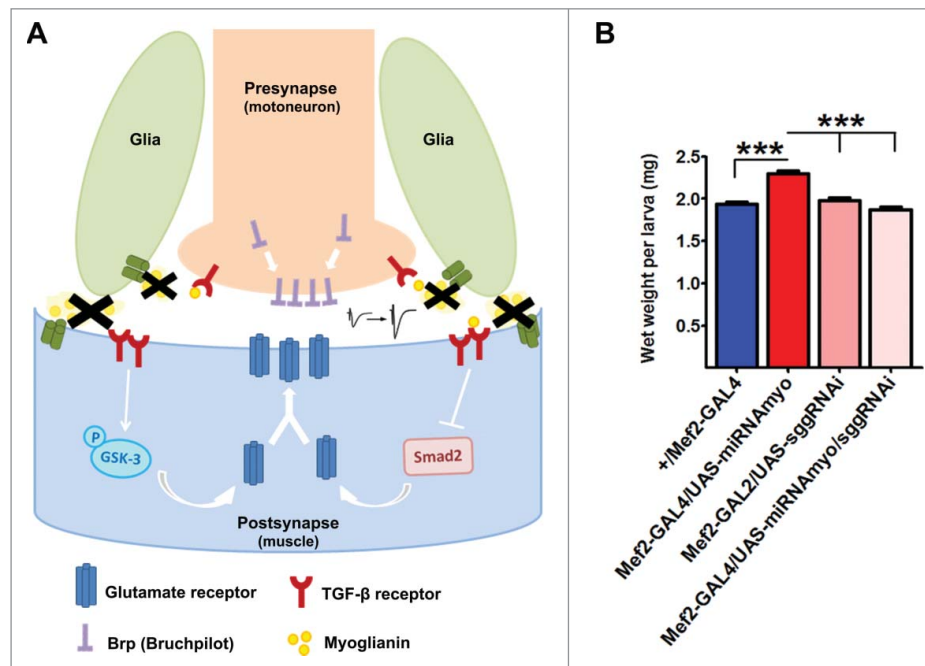 A
Presynapse
(motoneuron)
Glia
Glia
P
GSK-3
Smad2
Postsynapse
(muscle)
Glutamate receptor
TGF-β receptor
Brp (Bruchpilot)
Myoglianin
B
***
***
Wet weight per larva (mg)
2.5
2.0
1.5
1.0
0.5
+/Mef2-GAL4
Mef2-GAL4/UAS-miRNAmyo
Mef2-GAL2/UAS-sggRNAi
Mef2-GAL4/UAS-miRNAmyo/sggRNAi